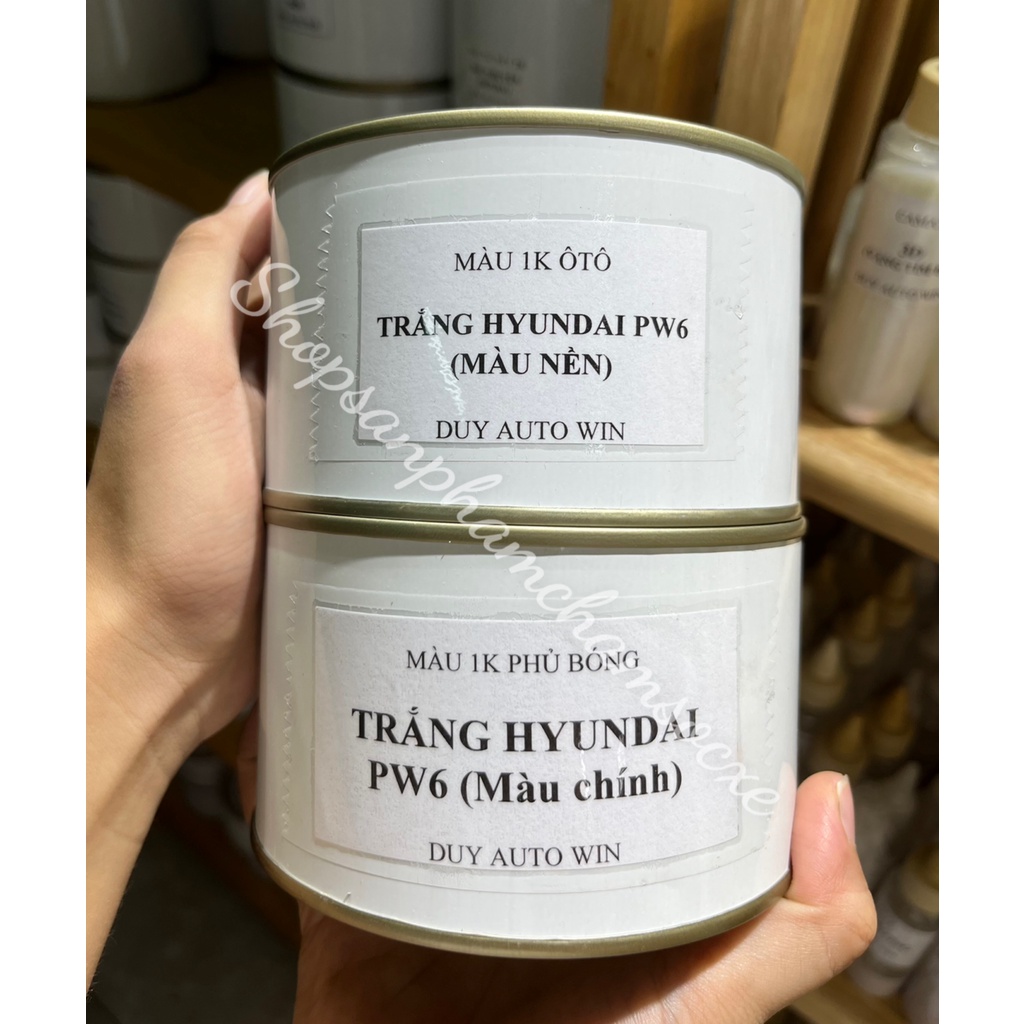 MÀU 1K ÔTÔ
TRẮNG HYUNDAI PW6
(MÀU NỀN)
DUY AUTO WIN
MÀU 1K PHỦ BÓNG
TRẮNG HYUNDAI
PW6 (Màu chính)
DUY AUTO WIN
Shopsanphamchamsocxe